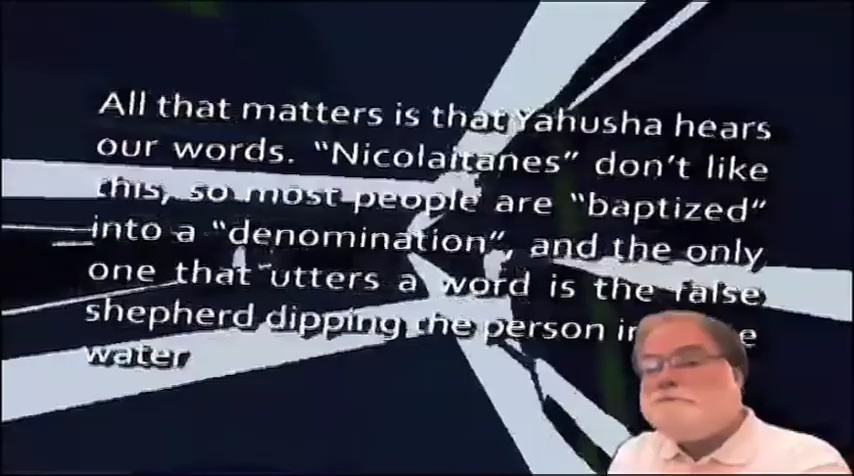 All that matters is that Yahusha hears
our words. "Nicolaitanes" don't like
this, so most people are "baptized"
into a "denomination", and the only
one that utters a word is the false
shepherd dipping the person in
water